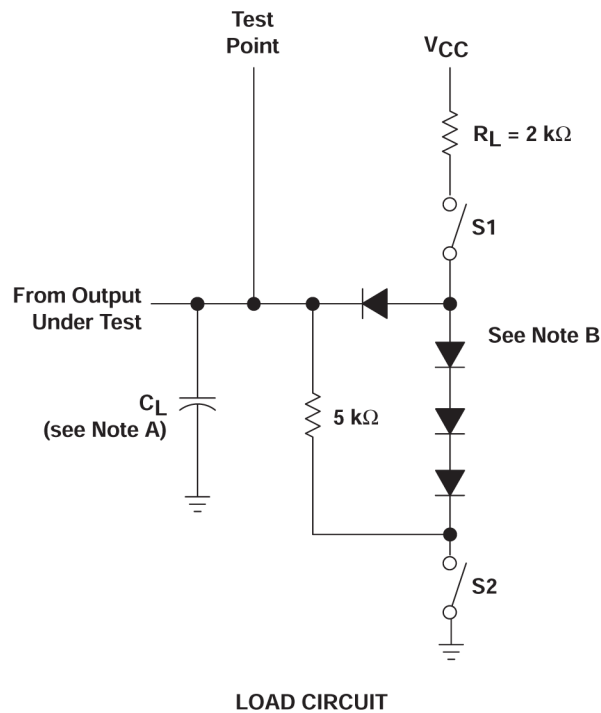 Test
Point
VCC
RL = 2 kΩ
S1
From Output
Under Test
See Note B
CL
(see Note A)
5 kΩ
S2
LOAD CIRCUIT